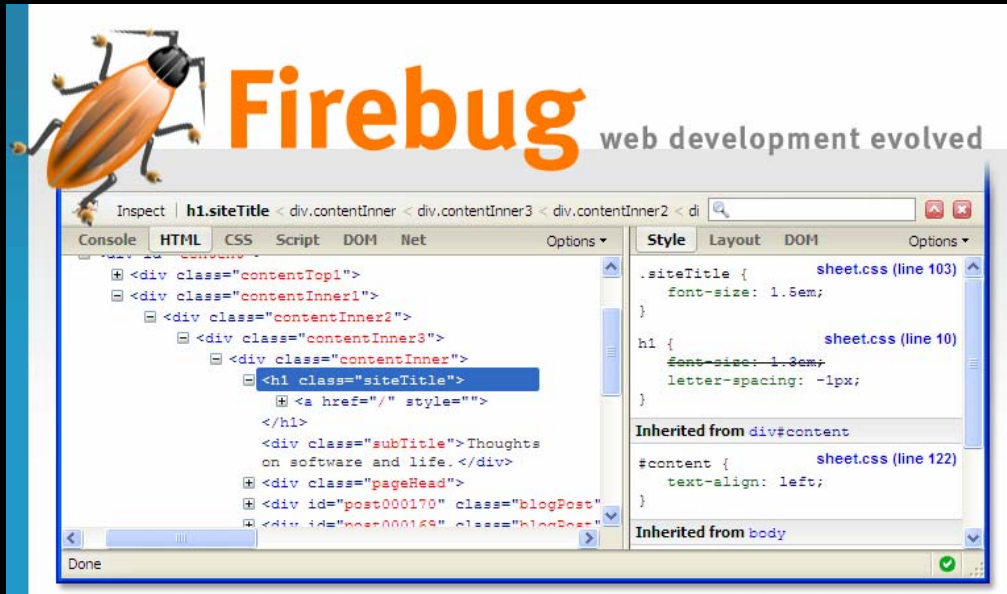 Firebug web development evolved
Inspect | h1.siteTitle < div.contentInner < div.contentInner3 < div.contentInner2 < di
Console HTML CSS Script DOM Net Options
<div class="contentTop1">
<div class="contentInner1">
<div class="contentInner2">
<div class="contentInner3">
<div class="contentInner">
<h1 class="siteTitle">
<a href="/" style="">
</h1>
<div class="subTitle">Thoughts
on software and life.</div>
<div class="pageHead">
<div id="post000170" class="blogPost"
<div id="post000169" class="blogPost"
Style Layout DOM Options
.siteTitle { sheet.css (line 103)
font-size: 1.5em;
}
h1 { sheet.css (line 10)
font-size: 1.3em;
letter-spacing: -1px;
}
Inherited from div#content
#content { sheet.css (line 122)
text-align: left;
}
Inherited from body
Done